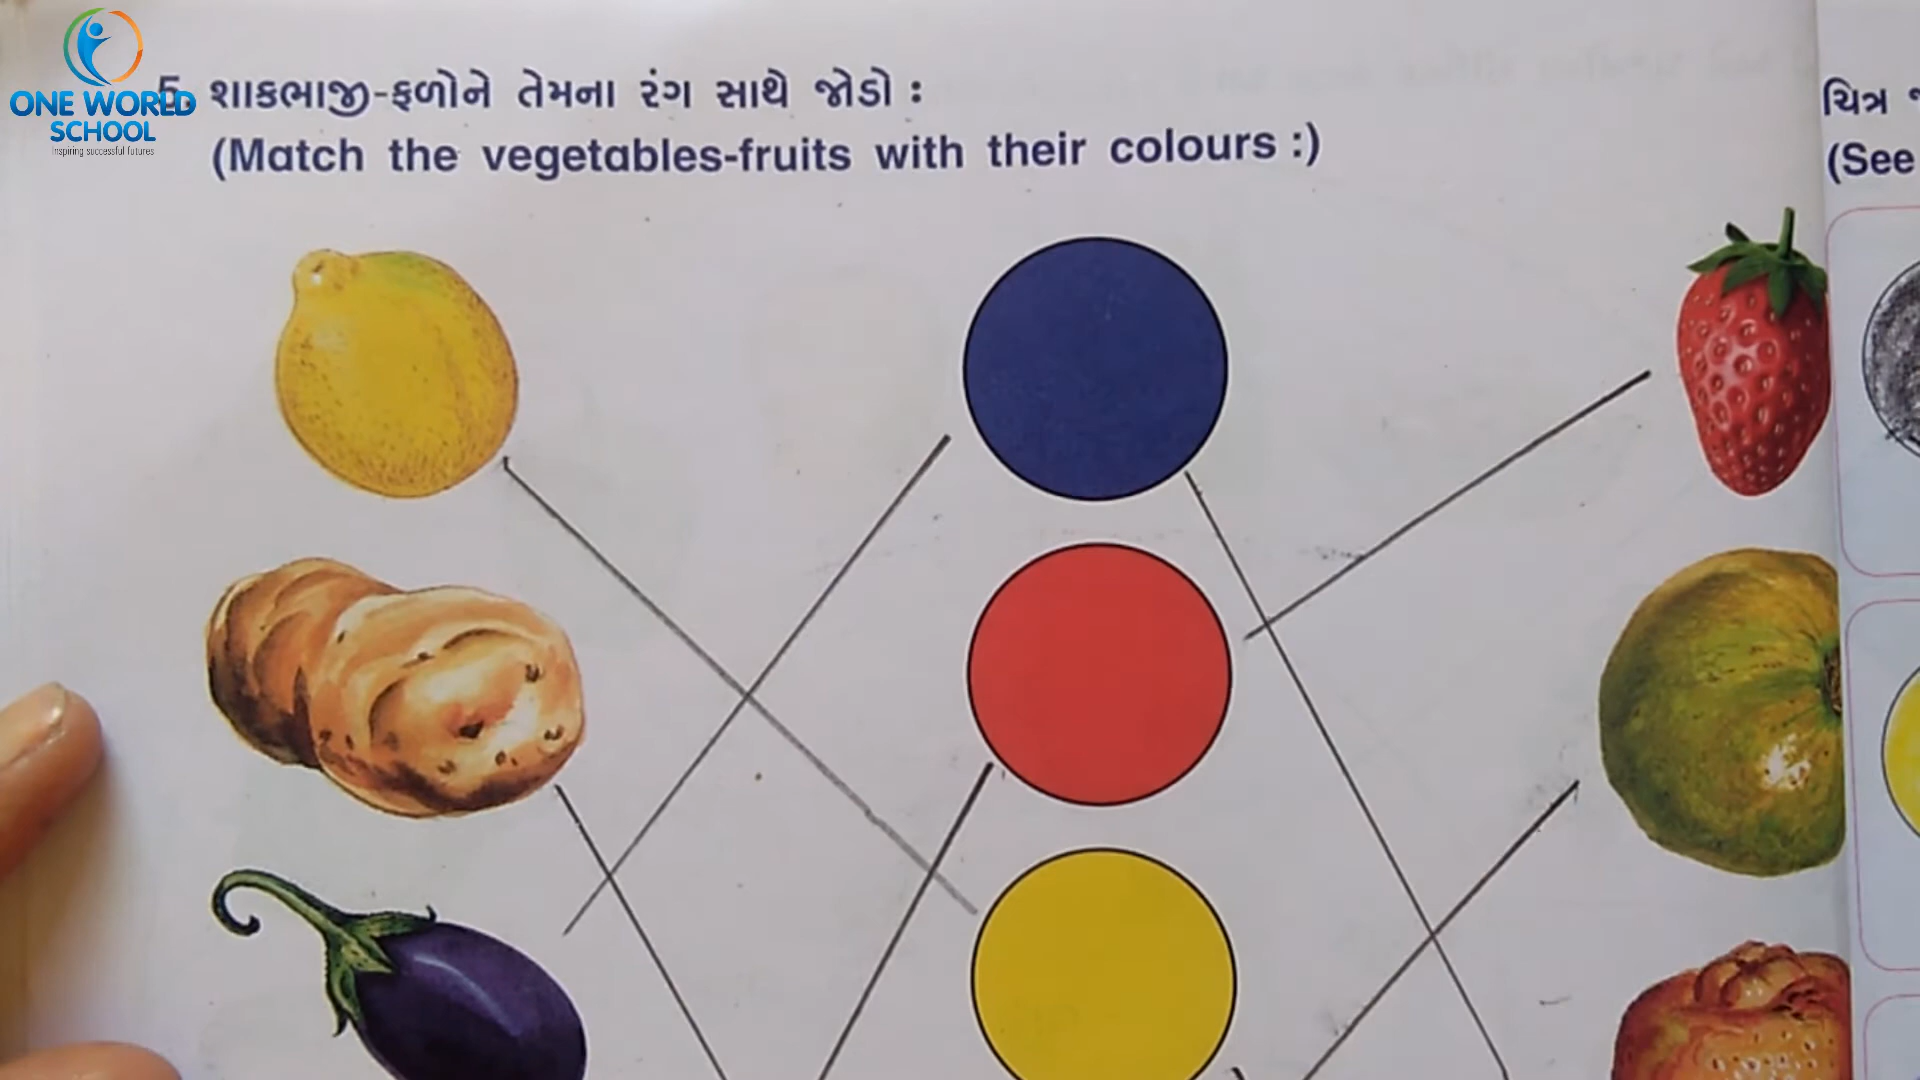 ONE WORLD
SCHOOL
Inspiring successful futures
5. શાકભાજી-ફળોને તેમના રંગ સાથે જોડો :
(Match the vegetables-fruits with their colours :)
ચિત્ર
(See